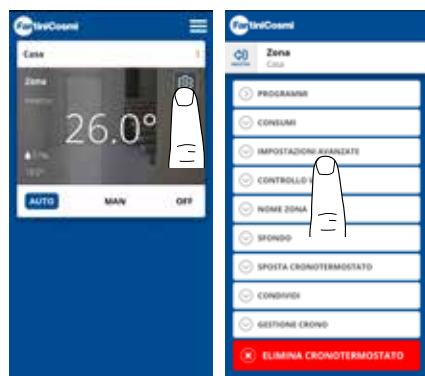 FantiniCosmi
Casa
Zona
26.0°
AUTO MAN OFF
FantiniCosmi
Zona
Casa
PROGRAMMI
CONSUMI
IMPOSTAZIONI AVANZATE
CONTROLLO
NOME ZONA
SFONDO
SPOSTA CRONOTERMOSTATO
CONDIVIDI
GESTIONE CRONO
ELIMINA CRONOTERMOSTATO